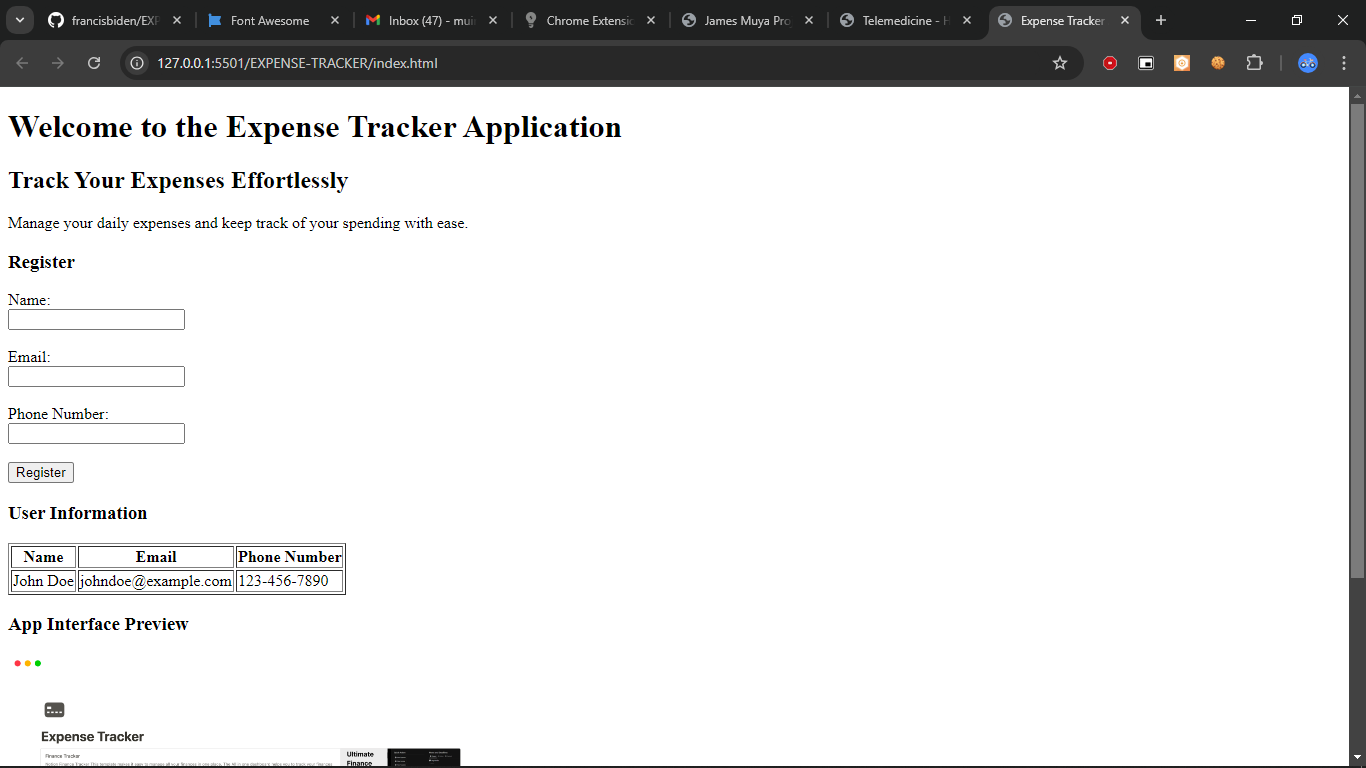 francisbiden/EXP
Font Awesome
Inbox (47) - mui
Chrome Extensio
James Muya Pro
Telemedicine - H
Expense Tracker
127.0.0.1:5501/EXPENSE-TRACKER/index.html
Welcome to the Expense Tracker Application
Track Your Expenses Effortlessly
Manage your daily expenses and keep track of your spending with ease.
Register
Name:
Email:
Phone Number:
Register
User Information
Name Email Phone Number
John Doe johndoe@example.com 123-456-7890
App Interface Preview
Expense Tracker
Finance Tracker
Ultimate
Finance